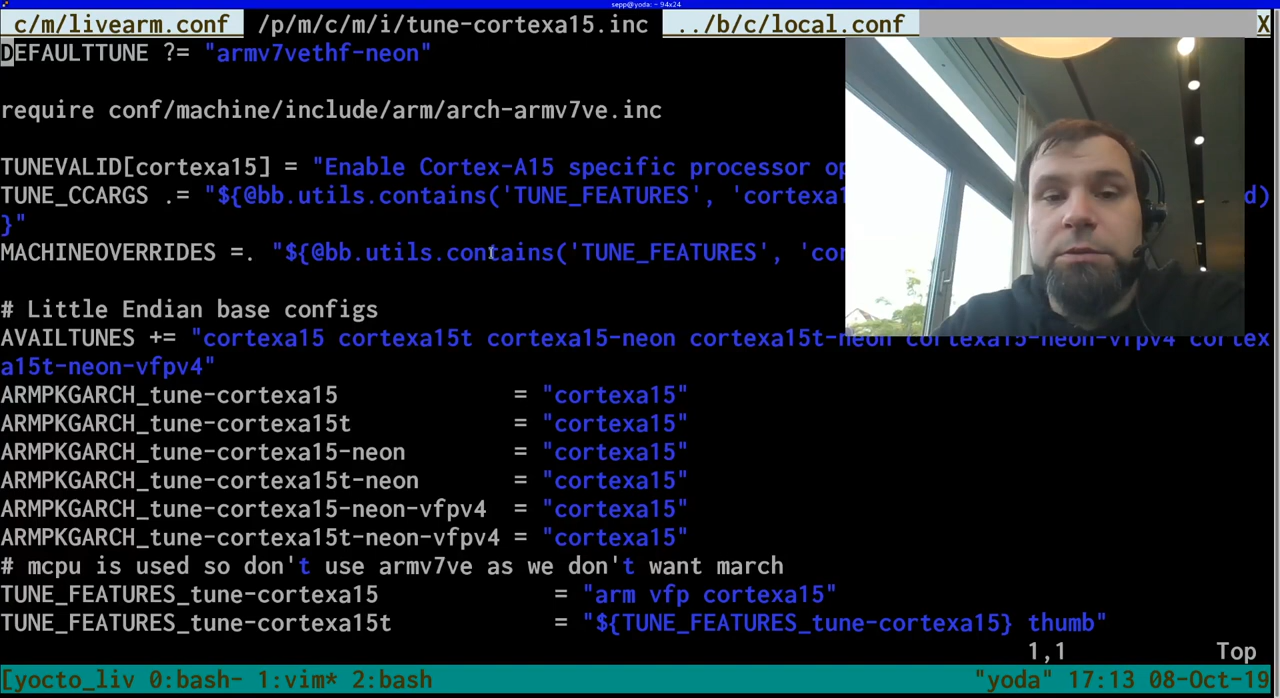 sepp@yoda: ~ 94x24
c/m/livearm.conf /p/m/c/m/i/tune-cortexa15.inc ../b/c/local.conf X
DEFAULTTUNE ?= "armv7vethf-neon"
require conf/machine/include/arm/arch-armv7ve.inc
TUNEVALID[cortexa15] = "Enable Cortex-A15 specific processor op
TUNE_CCARGS .= "${@bb.utils.contains('TUNE_FEATURES', 'cortexa1 d)
}"
MACHINEOVERRIDES =. "${@bb.utils.contains('TUNE_FEATURES', 'cor
# Little Endian base configs
AVAILTUNES += "cortexa15 cortexa15t cortexa15-neon cortexa15t-neon cortexa15-neon-vfpv4 cortex
a15t-neon-vfpv4"
ARMPKGARCH_tune-cortexa15 = "cortexa15"
ARMPKGARCH_tune-cortexa15t = "cortexa15"
ARMPKGARCH_tune-cortexa15-neon = "cortexa15"
ARMPKGARCH_tune-cortexa15t-neon = "cortexa15"
ARMPKGARCH_tune-cortexa15-neon-vfpv4 = "cortexa15"
ARMPKGARCH_tune-cortexa15t-neon-vfpv4 = "cortexa15"
# mcpu is used so don't use armv7ve as we don't want march
TUNE_FEATURES_tune-cortexa15 = "arm vfp cortexa15"
TUNE_FEATURES_tune-cortexa15t = "${TUNE_FEATURES_tune-cortexa15} thumb"
1,1 Top
[yocto_liv 0:bash- 1:vim* 2:bash "yoda" 17:13 08-Oct-19